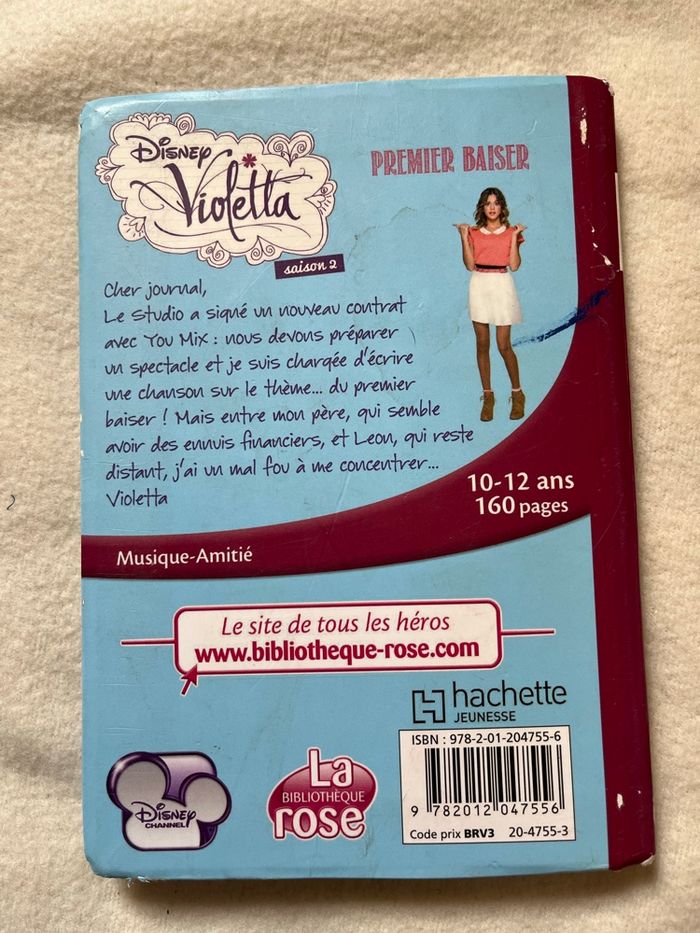 Disney
Violetta
saison 2
PREMIER BAISER
Cher journal,
Le Studio a signé un nouveau contrat
avec You Mix : nous devons préparer
un spectacle et je suis chargée d'écrire
une chanson sur le thème... du premier
baiser ! Mais entre mon père, qui semble
avoir des ennuis financiers, et Leon, qui reste
distant, j'ai un mal fou à me concentrer...
Violetta
10-12 ans
160 pages
Musique-Amitié
Le site de tous les héros
www.bibliotheque-rose.com
hachette
JEUNESSE
ISBN : 978-2-01-204755-6
9 782012 047556
Code prix BRV3 20-4755-3
Disney
CHANNEL
La
BIBLIOTHÈQUE
rose